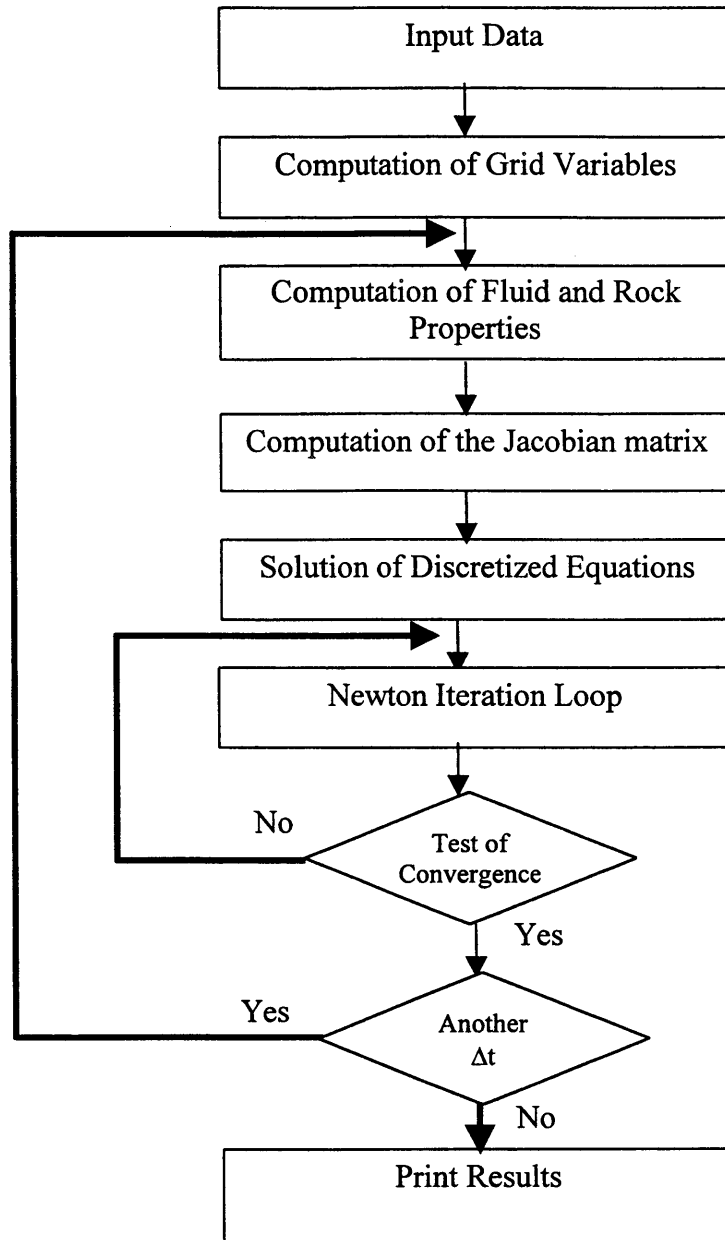 Input Data
Computation of Grid Variables
Computation of Fluid and Rock
Properties
Computation of the Jacobian matrix
Solution of Discretized Equations
Newton Iteration Loop
No
Test of
Convergence
Yes
Yes
Another
Δt
No
Print Results